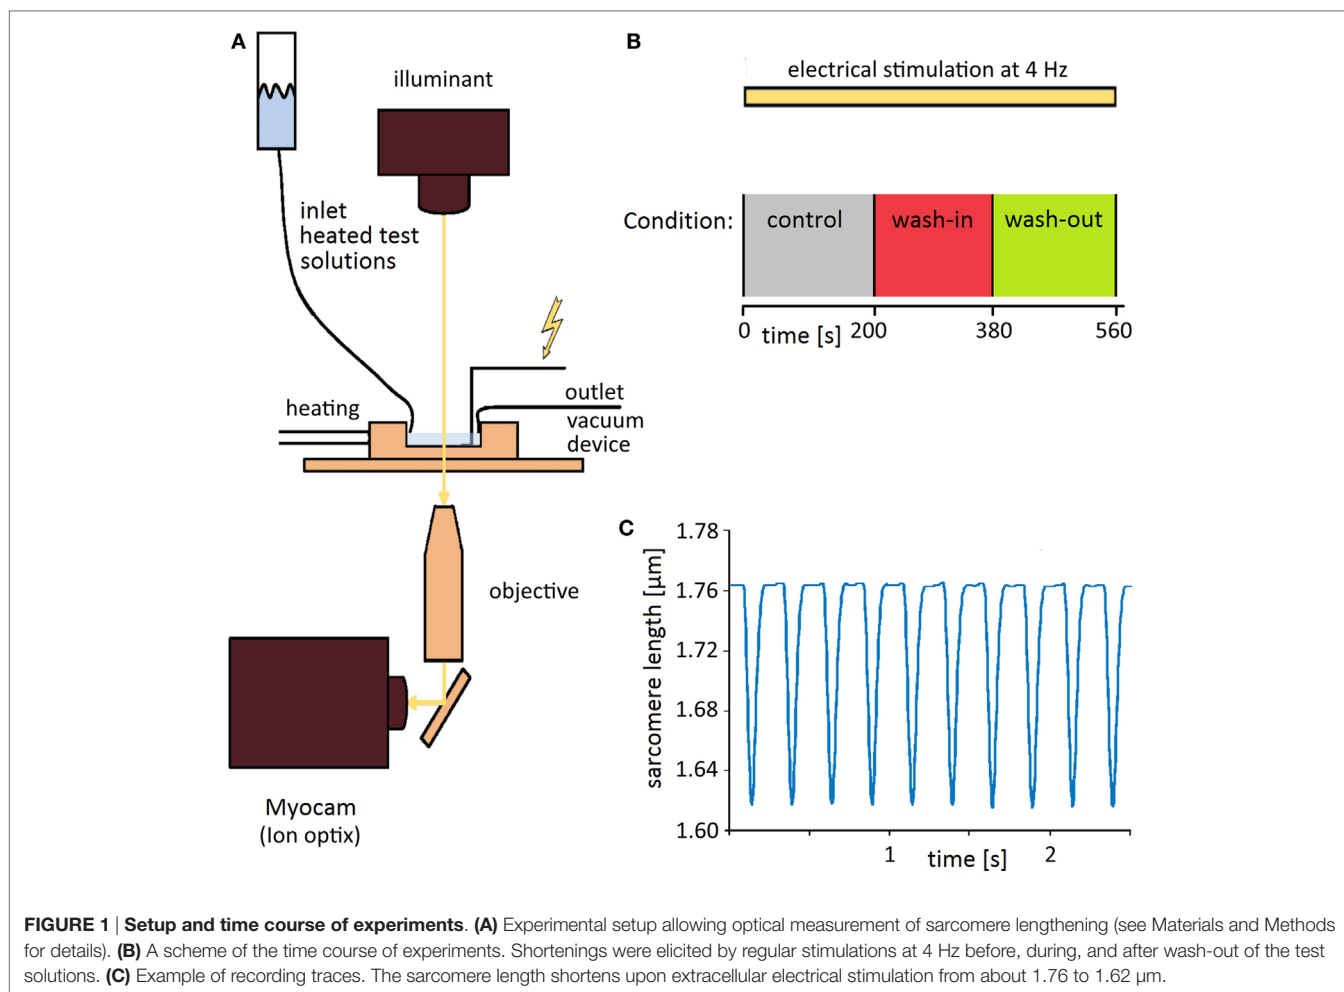 A
illuminant
inlet
heated test
solutions
heating
outlet
vacuum
device
objective
Myocam
(Ion optix)
B
electrical stimulation at 4 Hz
Condition:
control
wash-in
wash-out
0
time [s]
200
380
560
C
sarcomere length [µm]
1.78
1.76
1.72
1.68
1.64
1.60
1
time [s]
2
FIGURE 1 | Setup and time course of experiments. (A) Experimental setup allowing optical measurement of sarcomere lengthening (see Materials and Methods
for details). (B) A scheme of the time course of experiments. Shortenings were elicited by regular stimulations at 4 Hz before, during, and after wash-out of the test
solutions. (C) Example of recording traces. The sarcomere length shortens upon extracellular electrical stimulation from about 1.76 to 1.62 µm.